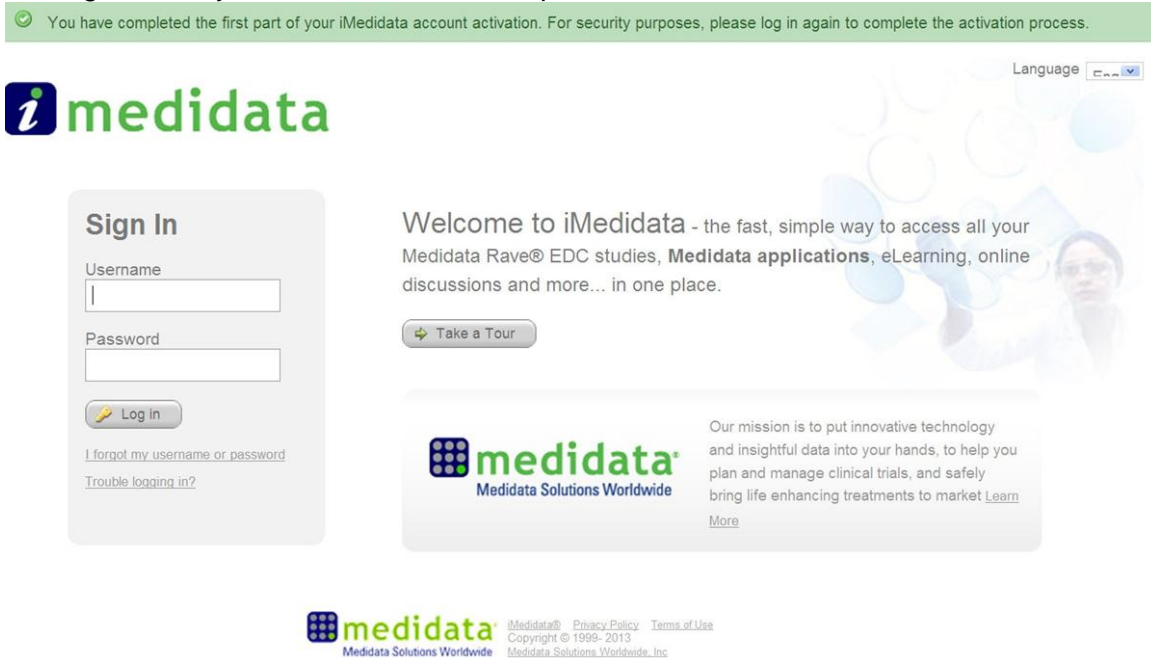 You have completed the first part of your iMedidata account activation. For security purposes, please log in again to complete the activation process.
Language
i medidata
Sign In
Username
Password
Log in
I forgot my username or password
Trouble logging in?
Welcome to iMedidata - the fast, simple way to access all your
Medidata Rave® EDC studies, Medidata applications, eLearning, online
discussions and more... in one place.
Take a Tour
medidata
Medidata Solutions Worldwide
Our mission is to put innovative technology
and insightful data into your hands, to help you
plan and manage clinical trials, and safely
bring life enhancing treatments to market Learn
More
medidata
Medidata Solutions Worldwide
iMedidata® Privacy Policy Terms of Use
Copyright © 1999- 2013
Medidata Solutions Worldwide, Inc